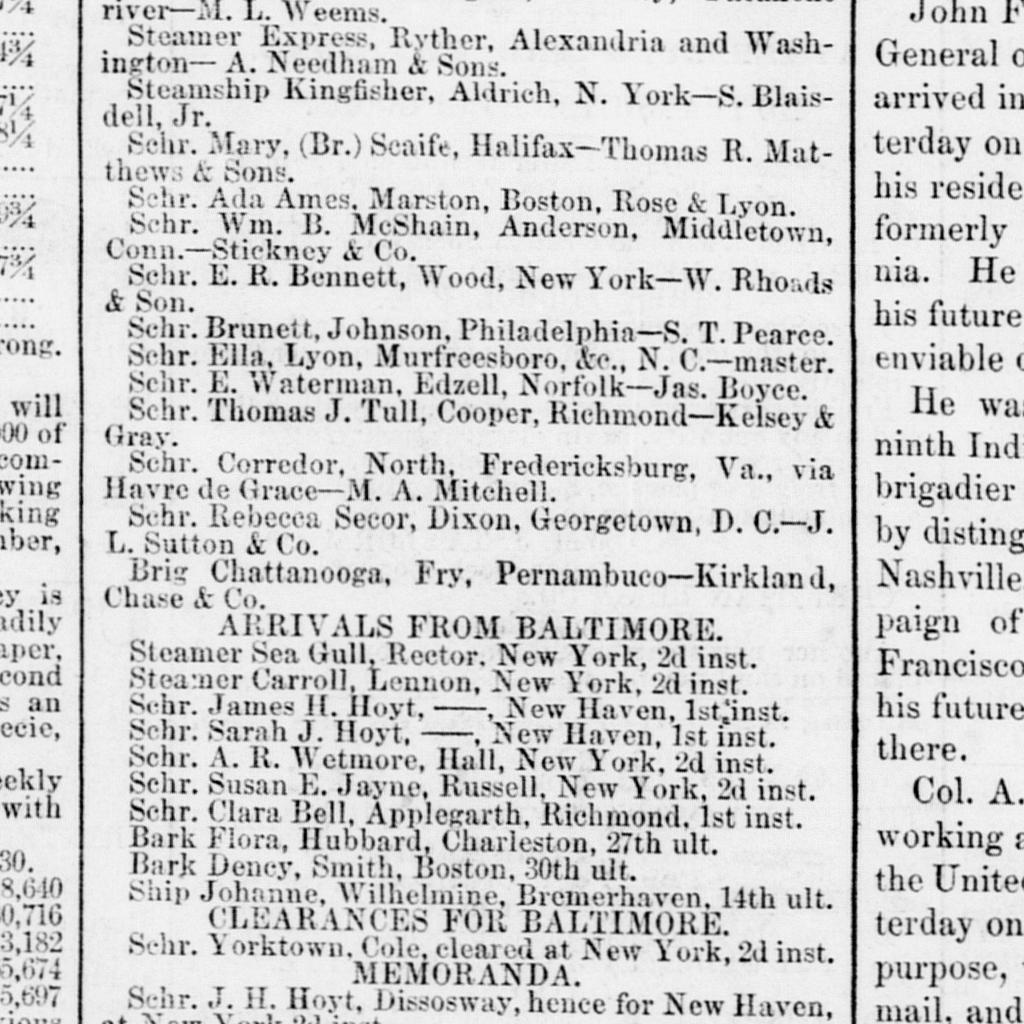 1/4
....
43/4
....
71/4
81/4
....
93/4
....
73/4
....
....
rong.
will
000 of
com-
wing
king
mber,
ey is
adily
aper,
cond
s an
ecie,
eekly
with
30.
8,640
0,716
3,182
5,674
5,697
river—M. L. Weems.
Steamer Express, Ryther, Alexandria and Wash-
ington— A. Needham & Sons.
Steamship Kingfisher, Aldrich, N. York—S. Blais-
dell, Jr.
Schr. Mary, (Br.) Scaife, Halifax—Thomas R. Mat-
thews & Sons.
Schr. Ada Ames, Marston, Boston, Rose & Lyon.
Schr. Wm. B. McShain, Anderson, Middletown,
Conn.—Stickney & Co.
Schr. E. R. Bennett, Wood, New York—W. Rhoads
& Son.
Schr. Brunett, Johnson, Philadelphia—S. T. Pearce.
Schr. Ella, Lyon, Murfreesboro, &c., N. C.—master.
Schr. E. Waterman, Edzell, Norfolk—Jas. Boyce.
Schr. Thomas J. Tull, Cooper, Richmond—Kelsey &
Gray.
Schr. Corredor, North, Fredericksburg, Va., via
Havre de Grace—M. A. Mitchell.
Schr. Rebecca Secor, Dixon, Georgetown, D. C.—J.
L. Sutton & Co.
Brig Chattanooga, Fry, Pernambuco—Kirkland,
Chase & Co.
ARRIVALS FROM BALTIMORE.
Steamer Sea Gull, Rector, New York, 2d inst.
Steamer Carroll, Lennon, New York, 2d inst.
Schr. James H. Hoyt, ——, New Haven, 1st inst.
Schr. Sarah J. Hoyt, ——, New Haven, 1st inst.
Schr. A. R. Wetmore, Hall, New York, 2d inst.
Schr. Susan E. Jayne, Russell, New York, 2d inst.
Schr. Clara Bell, Applegarth, Richmond, 1st inst.
Bark Flora, Hubbard, Charleston, 27th ult.
Bark Dency, Smith, Boston, 30th ult.
Ship Johanne, Wilhelmine, Bremerhaven, 14th ult.
CLEARANCES FOR BALTIMORE.
Schr. Yorktown, Cole, cleared at New York, 2d inst.
MEMORANDA.
Schr. J. H. Hoyt, Dissosway, hence for New Haven,
at New York 2d inst.
John F
General o
arrived in
terday on
his reside
formerly
nia. He
his future
enviable
He was
ninth Indi
brigadier
by disting
Nashville
paign of
Francisco
his future
there.
Col. A.
working a
the United
terday on
purpose,
mail, and